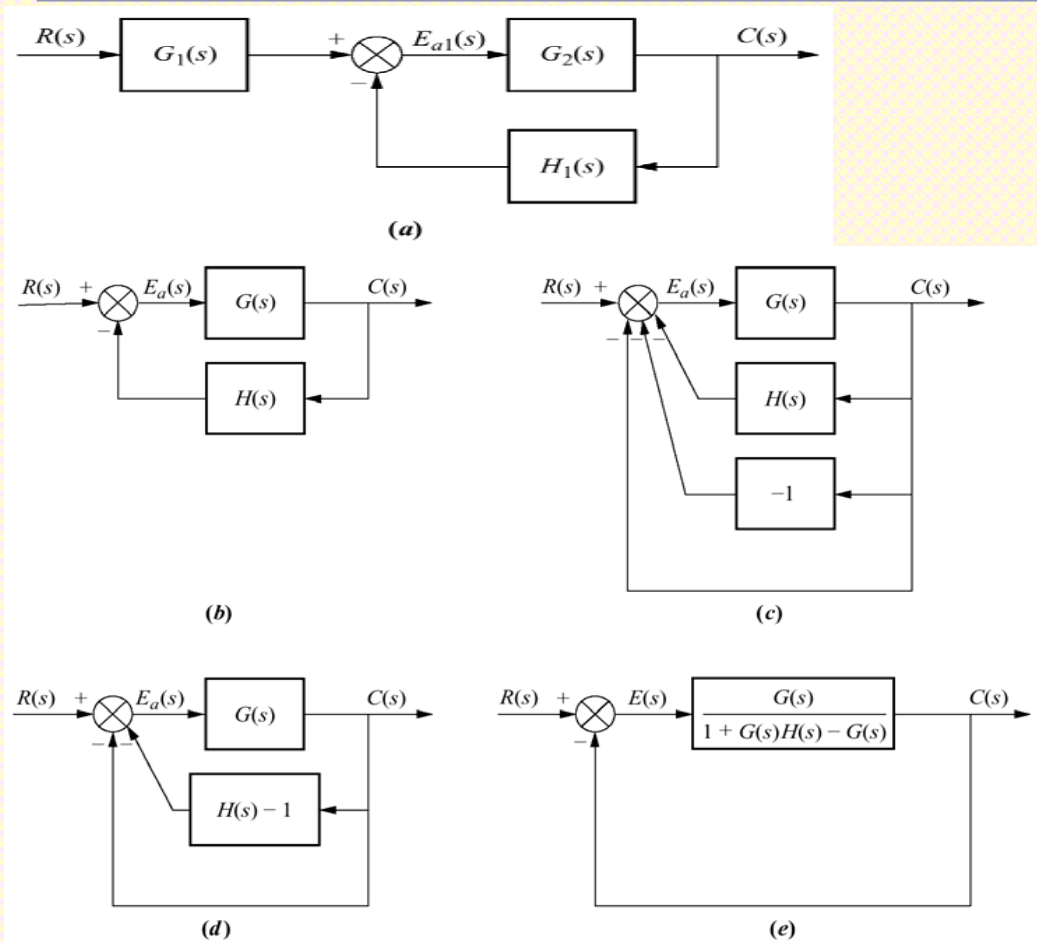 R(s) G₁(s) + Eₐ₁(s) G₂(s) C(s)
−
H₁(s)
(a)
R(s) + Eₐ(s) G(s) C(s)
−
H(s)
(b)
R(s) + Eₐ(s) G(s) C(s)
− − −
H(s)
−1
(c)
R(s) + Eₐ(s) G(s) C(s)
− −
H(s) − 1
(d)
R(s) + E(s) C(s)
G(s)
1 + G(s)H(s) − G(s)
−
(e)